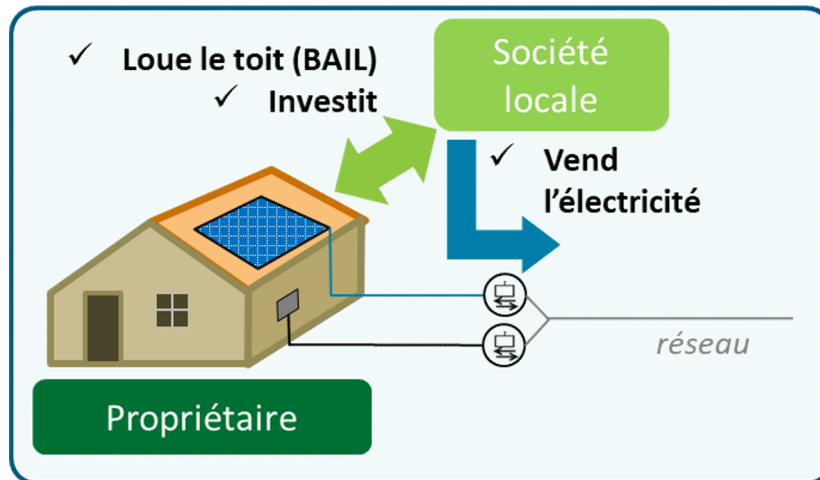 ✓ Loue le toit (BAIL)
✓ Investit
Société
locale
✓ Vend
l’électricité
réseau
Propriétaire